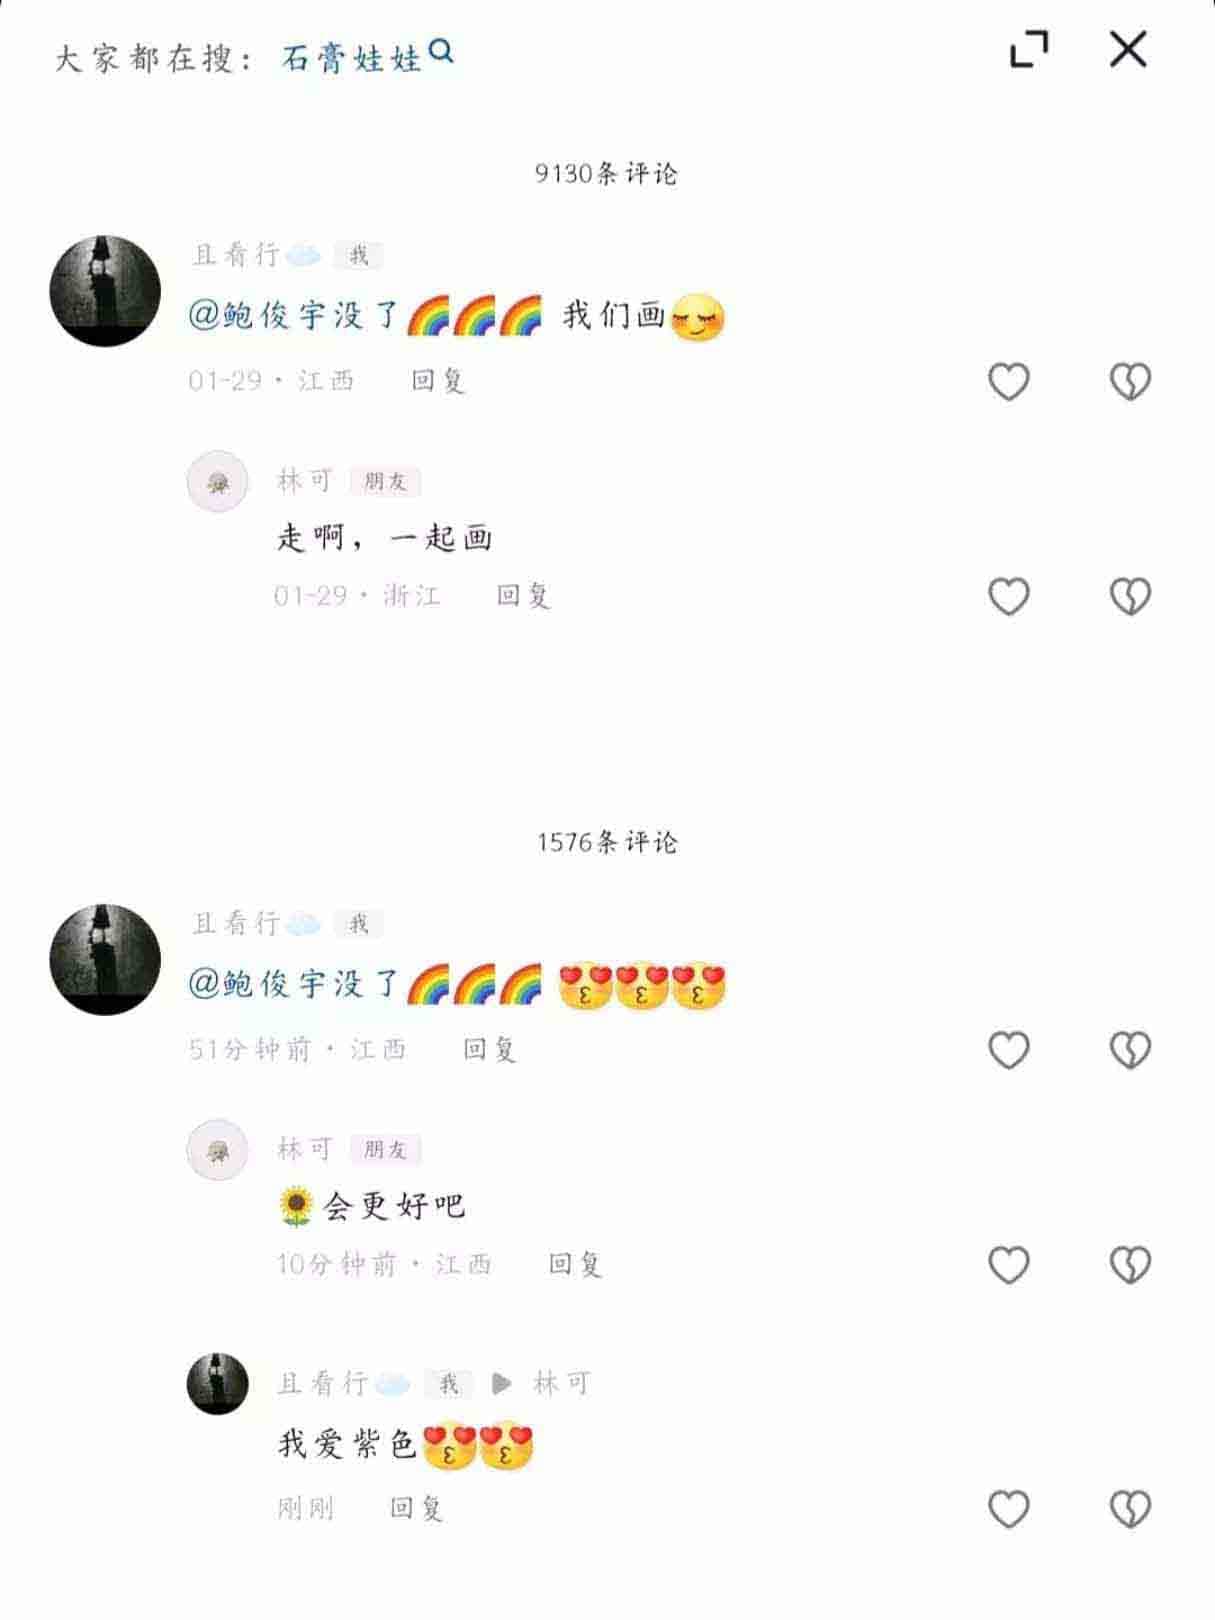 大家都在搜：石膏娃娃
9130条评论
且看行☁️ 我
@鲍俊宇没了🌈🌈🌈 我们画😌
01-29·江西 回复
林可 朋友
走啊，一起画
01-29·浙江 回复
1576条评论
且看行☁️ 我
@鲍俊宇没了🌈🌈🌈 😍😍😍
51分钟前·江西 回复
林可 朋友
🌻会更好吧
10分钟前·江西 回复
且看行☁️ 我 ▶ 林可
我爱紫色😍😍
刚刚 回复